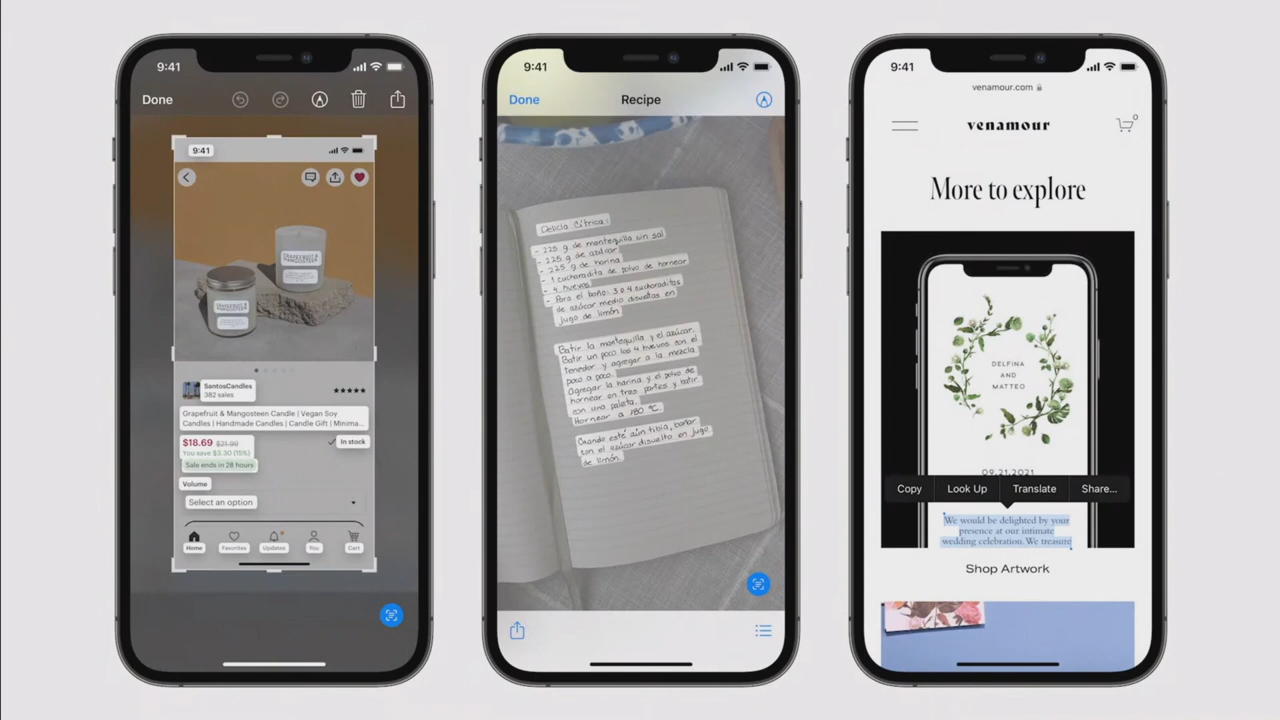 9:41
Done
9:41
GRAPEFRUIT &
MANGOSTEEN
GRAPEFRUIT &
MANGOSTEEN
SantosCandles
382 sales
Grapefruit & Mangosteen Candle | Vegan Soy
Candles | Handmade Candles | Candle Gift | Minima...
$18.69 $21.99
In stock
You save $3.30 (15%)
Sale ends in 28 hours
Volume
Select an option
Home
Favorites
Updates
You
Cart
9:41
Done
Recipe
Delicia Cítrica:
- 225 g de mantequilla sin sal
- 225 g de azúcar
- 225 g de harina
- 1 cucharadita de polvo de hornear
- 4 huevos
- Para el baño: 3 o 4 cucharaditas
de azúcar medio disueltas en
jugo de limón.
Batir la mantequilla y el azúcar.
Batir un poco los 4 huevos con el
tenedor y agregar a la mezcla
poco a poco.
Agregar la harina y el polvo de
hornear en tres partes y batir
con una paleta.
Hornear a 180 °C.
Cuando esté aún tibia, bañar
con el azúcar disuelto en jugo
de limón.
9:41
venamour.com
venamour
0
More to explore
DELFINA
AND
MATTEO
09.21.2021
Copy
Look Up
Translate
Share...
We would be delighted by your
presence at our intimate
wedding celebration. We treasure
Shop Artwork